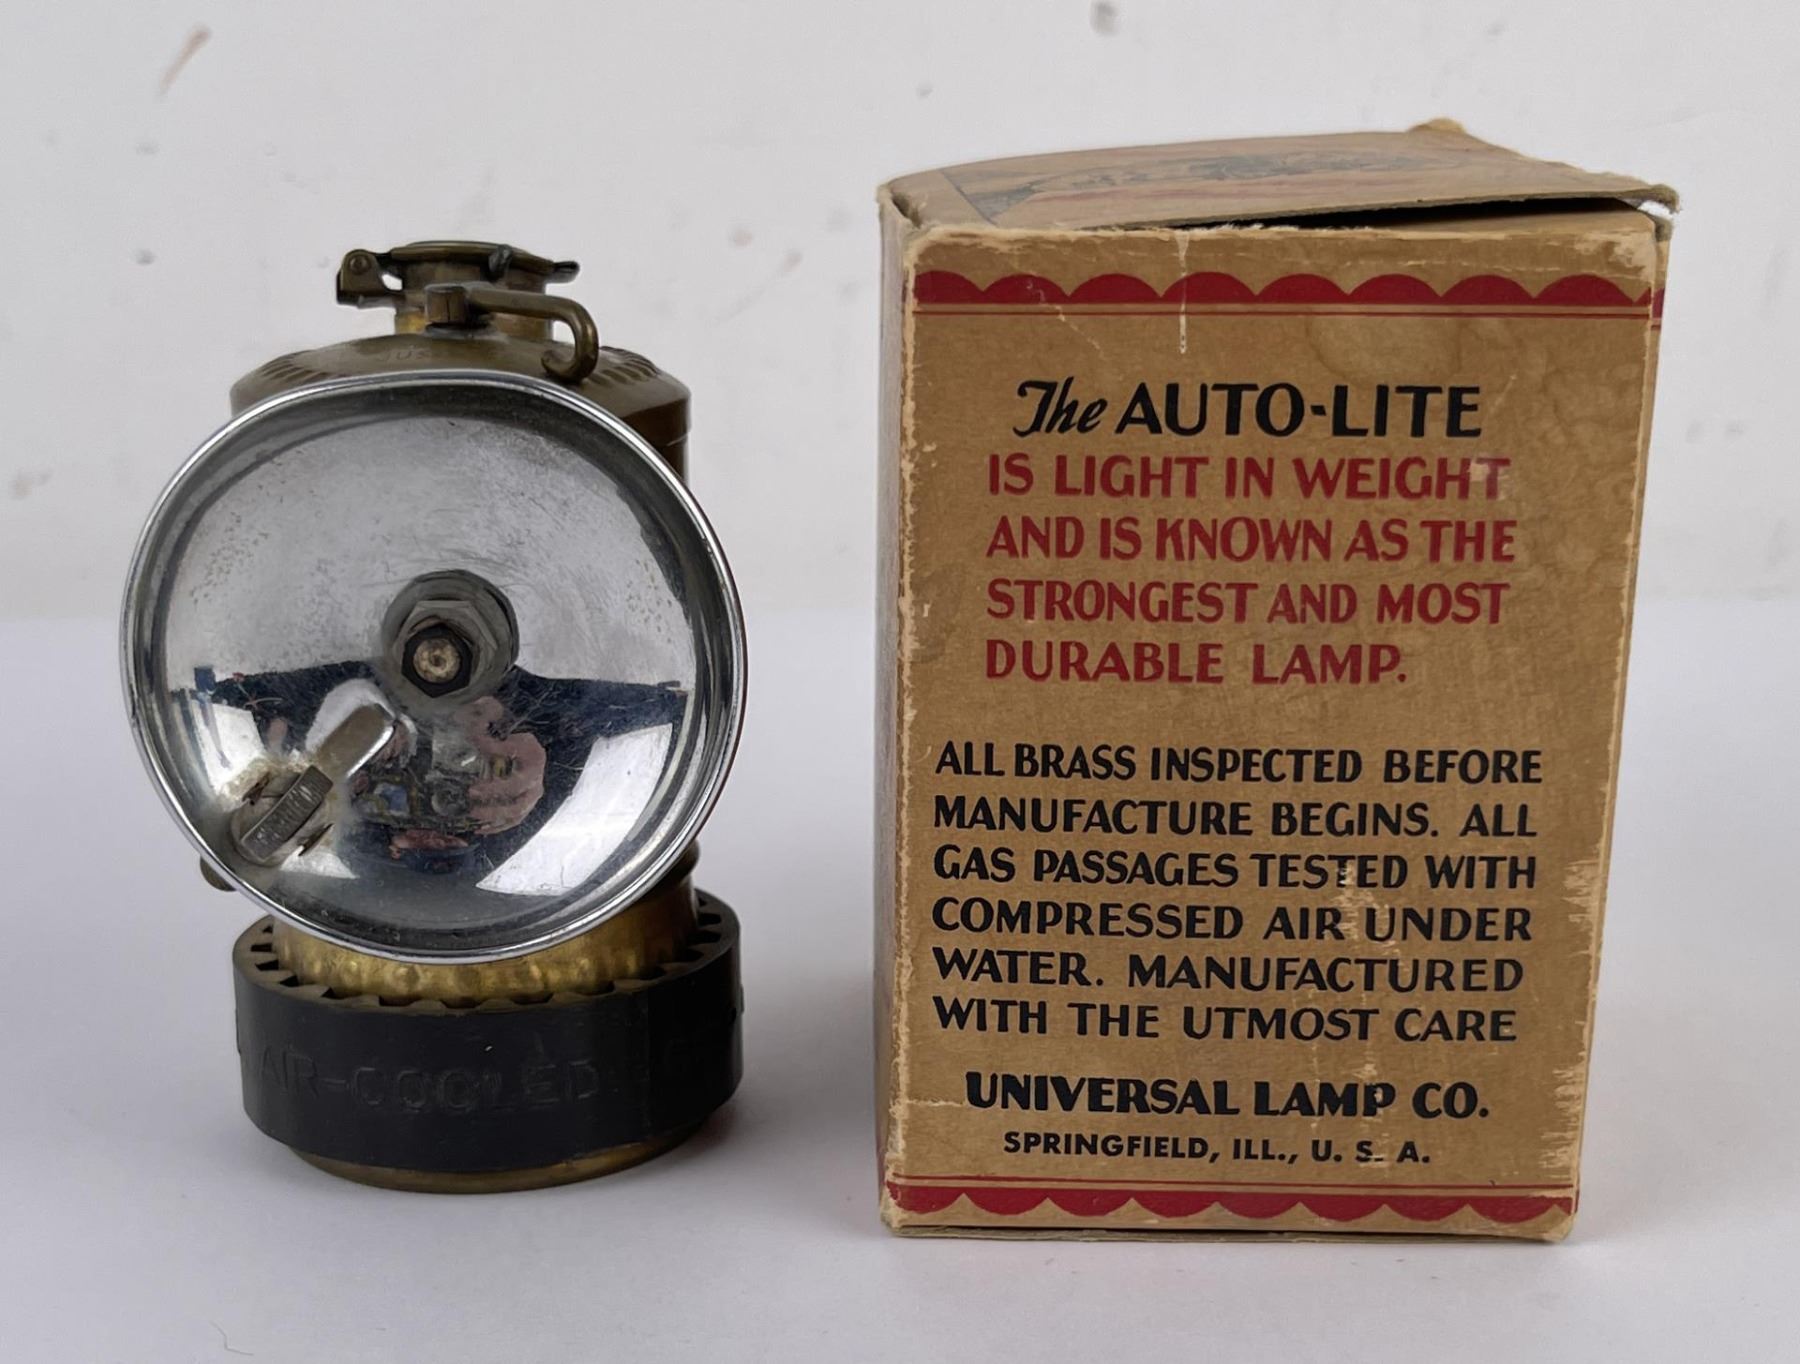 JUS
AIR-COOLED
The AUTO-LITE
IS LIGHT IN WEIGHT
AND IS KNOWN AS THE
STRONGEST AND MOST
DURABLE LAMP.
ALL BRASS INSPECTED BEFORE
MANUFACTURE BEGINS. ALL
GAS PASSAGES TESTED WITH
COMPRESSED AIR UNDER
WATER. MANUFACTURED
WITH THE UTMOST CARE
UNIVERSAL LAMP CO.
SPRINGFIELD, ILL., U. S. A.